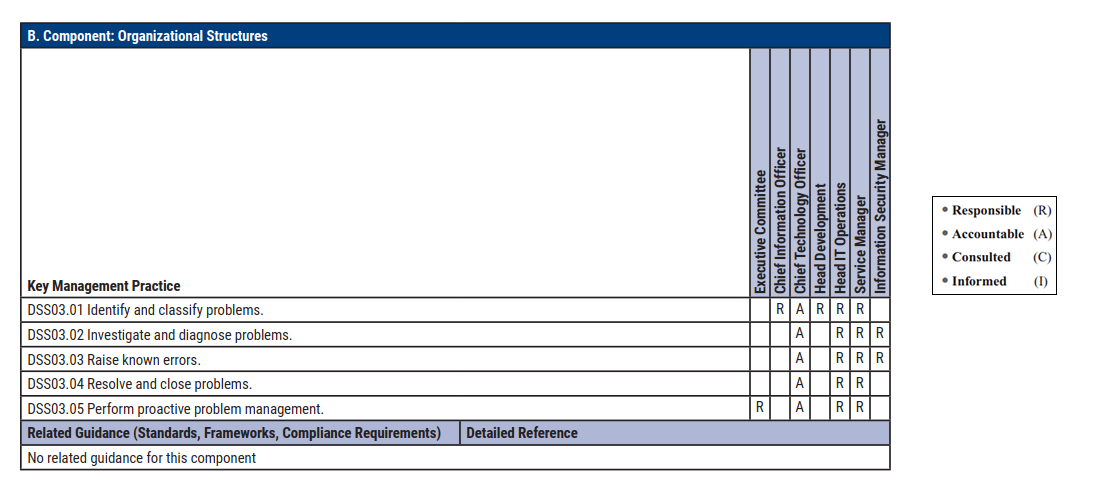 B. Component: Organizational Structures
Key Management Practice
Executive Committee
Chief Information Officer
Chief Technology Officer
Head Development
Head IT Operations
Service Manager
Information Security Manager
DSS03.01 Identify and classify problems. R A R R R
DSS03.02 Investigate and diagnose problems. A R R R
DSS03.03 Raise known errors. A R R R
DSS03.04 Resolve and close problems. A R R
DSS03.05 Perform proactive problem management. R A R R
Related Guidance (Standards, Frameworks, Compliance Requirements) Detailed Reference
No related guidance for this component
• Responsible (R)
• Accountable (A)
• Consulted (C)
• Informed (I)